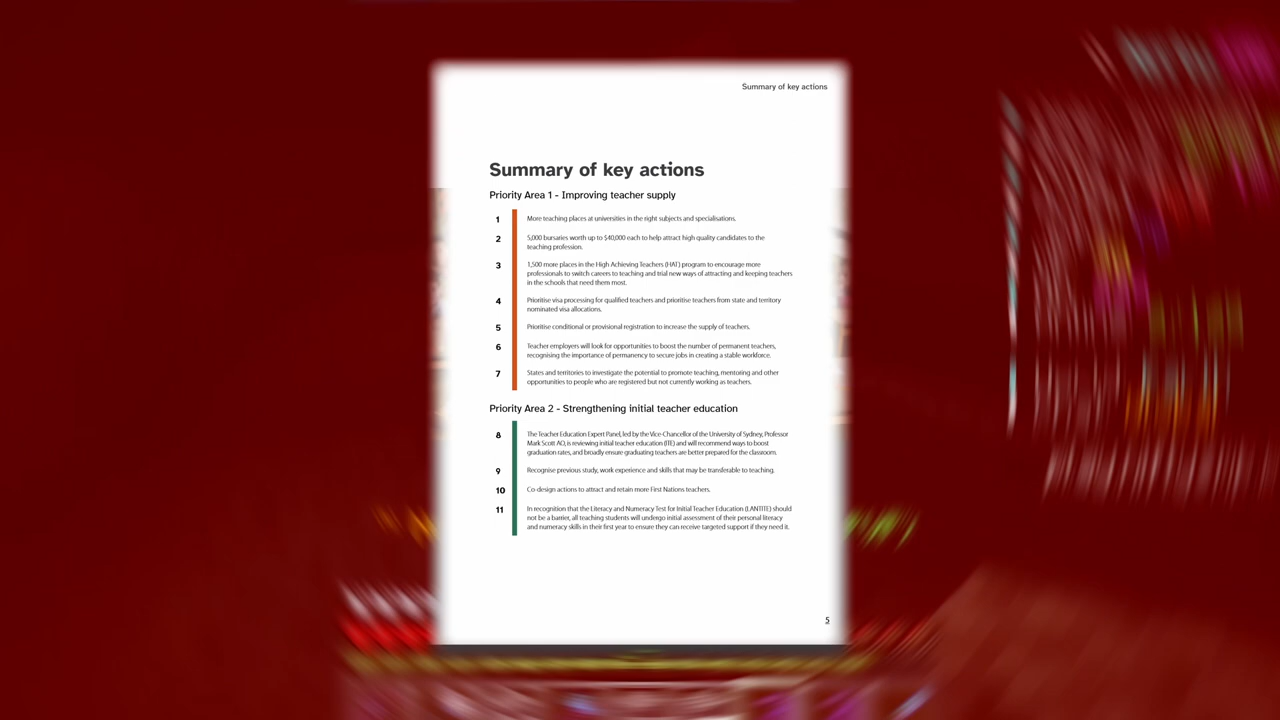 Summary of key actions
Summary of key actions
Priority Area 1 - Improving teacher supply
1 More teaching places at universities in the right subjects and specialisations.
2 5,000 bursaries worth up to $40,000 each to help attract high quality candidates to the
teaching profession.
3 1,500 more places in the High Achieving Teachers (HAT) program to encourage more
professionals to switch careers to teaching and trial new ways of attracting and keeping teachers
in the schools that need them most.
4 Prioritise visa processing for qualified teachers and prioritise teachers from state and territory
nominated visa allocations.
5 Prioritise conditional or provisional registration to increase the supply of teachers.
6 Teacher employers will look for opportunities to boost the number of permanent teachers,
recognising the importance of permanency to secure jobs in creating a stable workforce.
7 States and territories to investigate the potential to promote teaching, mentoring and other
opportunities to people who are registered but not currently working as teachers.
Priority Area 2 - Strengthening initial teacher education
8 The Teacher Education Expert Panel, led by the Vice-Chancellor of the University of Sydney, Professor
Mark Scott AO, is reviewing initial teacher education (ITE) and will recommend ways to boost
graduation rates, and broadly ensure graduating teachers are better prepared for the classroom.
9 Recognise previous study, work experience and skills that may be transferable to teaching.
10 Co-design actions to attract and retain more First Nations teachers.
11 In recognition that the Literacy and Numeracy Test for Initial Teacher Education (LANTITE) should
not be a barrier, all teaching students will undergo initial assessment of their personal literacy
and numeracy skills in their first year to ensure they can receive targeted support if they need it.
5